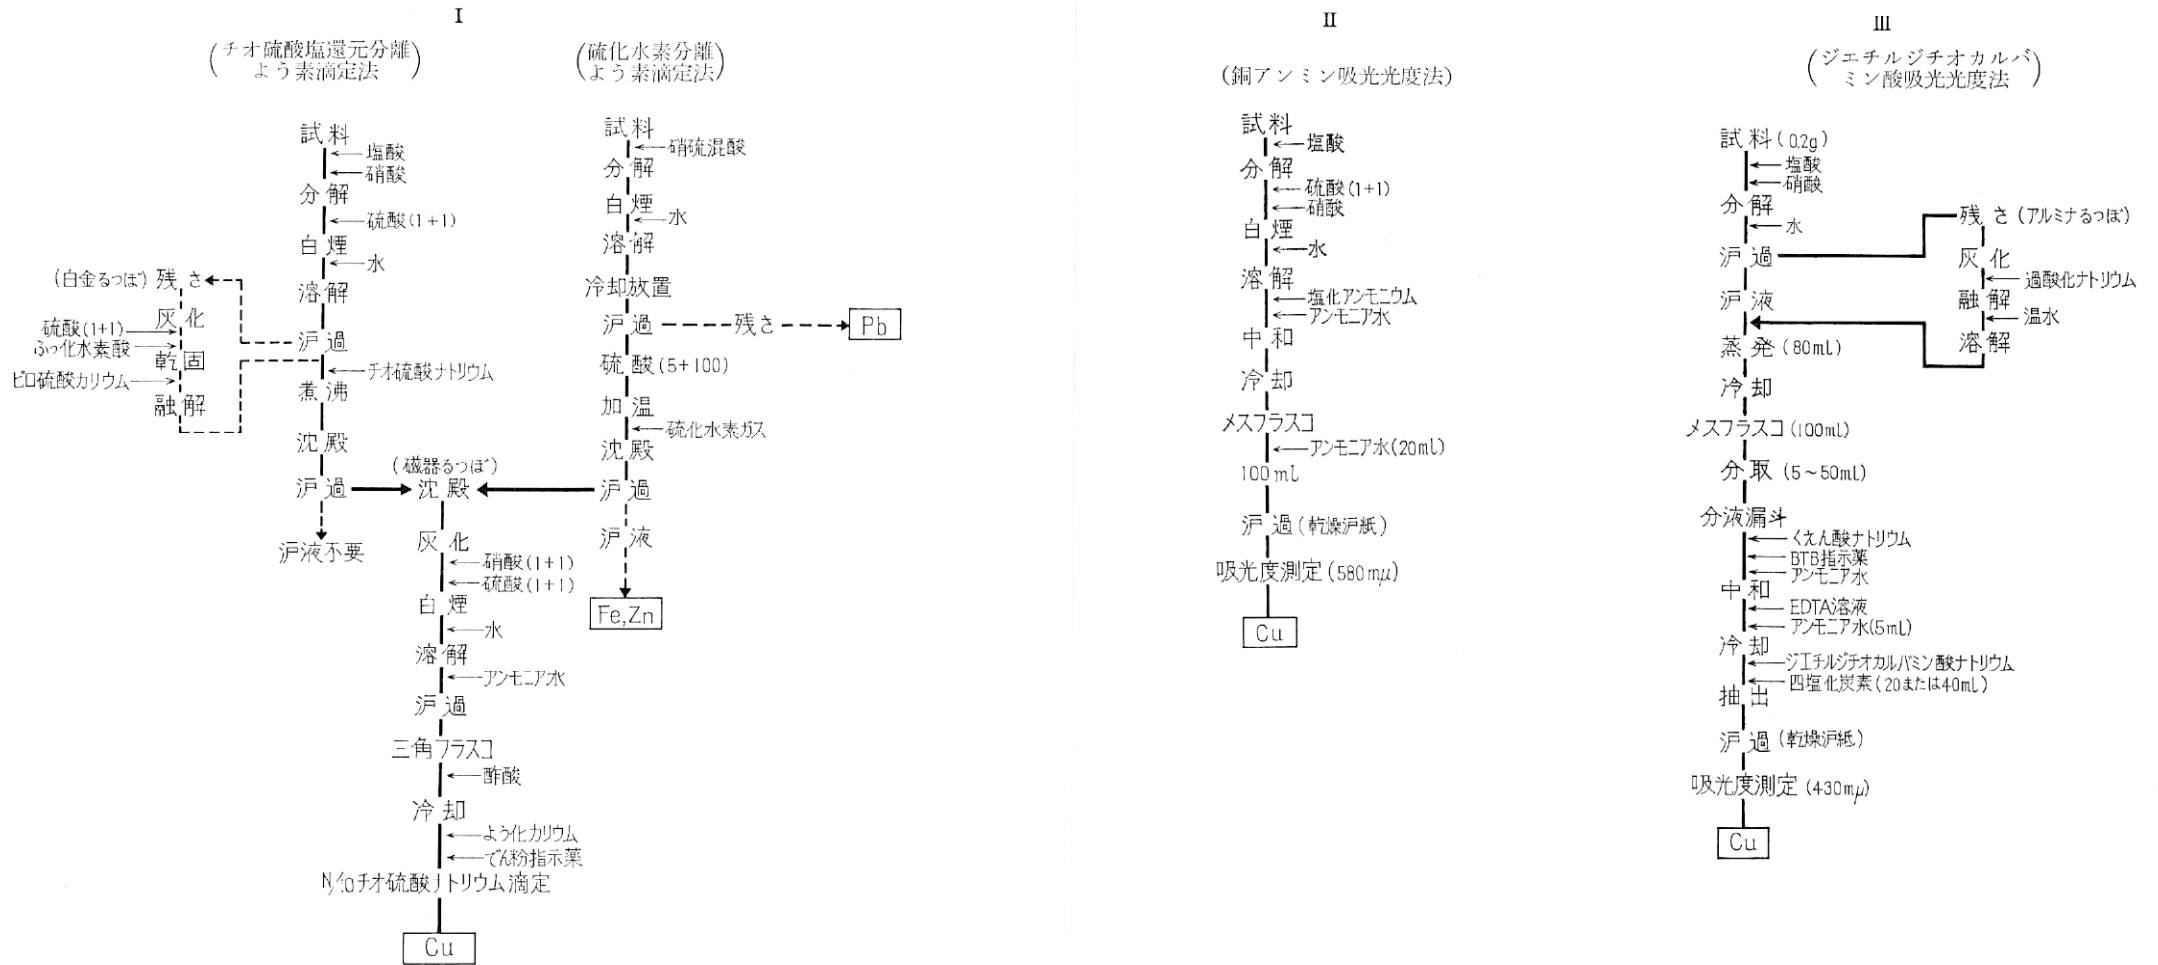 I
(チオ硫酸塩還元分離
よう素滴定法)
試料
塩酸
硝酸
分解
硫酸(1+1)
白煙
水
溶解
沪過
(白金るつぼ) 残さ
灰化
硫酸(1+1)
ふっ化水素酸
乾固
ピロ硫酸カリウム
融解
チオ硫酸ナトリウム
煮沸
沈殿
沪過
沪液不要
(硫化水素分離
よう素滴定法)
試料
硝硫混酸
分解
白煙
水
溶解
冷却放置
沪過
残さ
Pb
硫酸(5+100)
加温
硫化水素ガス
沈殿
沪過
沪液
Fe,Zn
(磁器るつぼ)
沈殿
灰化
硝酸(1+1)
硫酸(1+1)
白煙
水
溶解
アンモニア水
沪過
三角フラスコ
酢酸
冷却
よう化カリウム
でん粉指示薬
N/10チオ硫酸ナトリウム滴定
Cu
II
(銅アンミン吸光光度法)
試料
塩酸
分解
硫酸(1+1)
硝酸
白煙
水
溶解
塩化アンモニウム
アンモニア水
中和
冷却
メスフラスコ
アンモニア水(20ml)
100ml
沪過(乾燥沪紙)
吸光度測定(580mμ)
Cu
III
(ジエチルジチオカルバ
ミン酸吸光光度法)
試料(0.2g)
塩酸
硝酸
分解
水
沪過
残さ(アルミナるつぼ)
灰化
過酸化ナトリウム
融解
温水
溶解
沪液
蒸発(80ml)
冷却
メスフラスコ(100ml)
分取(5~50ml)
分液漏斗
くえん酸ナトリウム
BTB指示薬
アンモニア水
中和
EDTA溶液
アンモニア水(5ml)
冷却
ジエチルジチオカルバミン酸ナトリウム
四塩化炭素(20または40ml)
抽出
沪過(乾燥沪紙)
吸光度測定(430mμ)
Cu